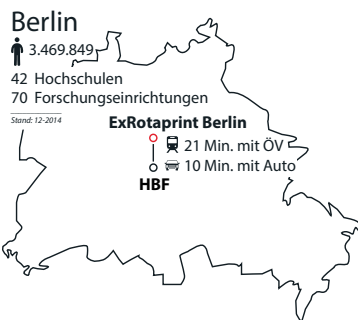 Berlin
3.469.849
42 Hochschulen
70 Forschungseinrichtungen
Stand: 12-2014
ExRotaprint Berlin
21 Min. mit ÖV
10 Min. mit Auto
HBF